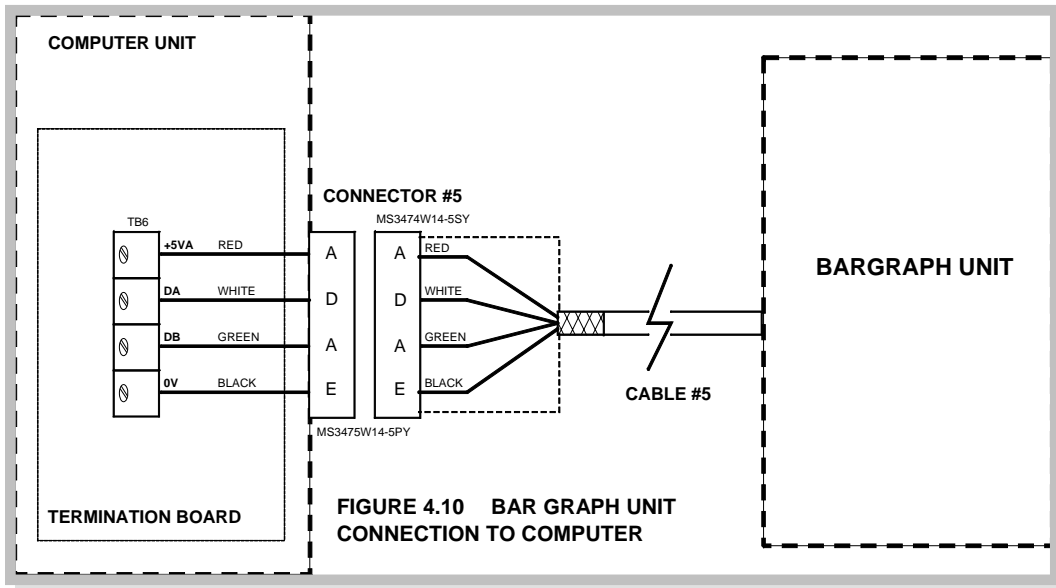 COMPUTER UNIT
CONNECTOR #5
TB6
MS3474W14-5SY
+5VA RED A A RED
DA WHITE D D WHITE
DB GREEN A A GREEN
0V BLACK E E BLACK
MS3475W14-5PY
BARGRAPH UNIT
CABLE #5
TERMINATION BOARD
FIGURE 4.10 BAR GRAPH UNIT
CONNECTION TO COMPUTER